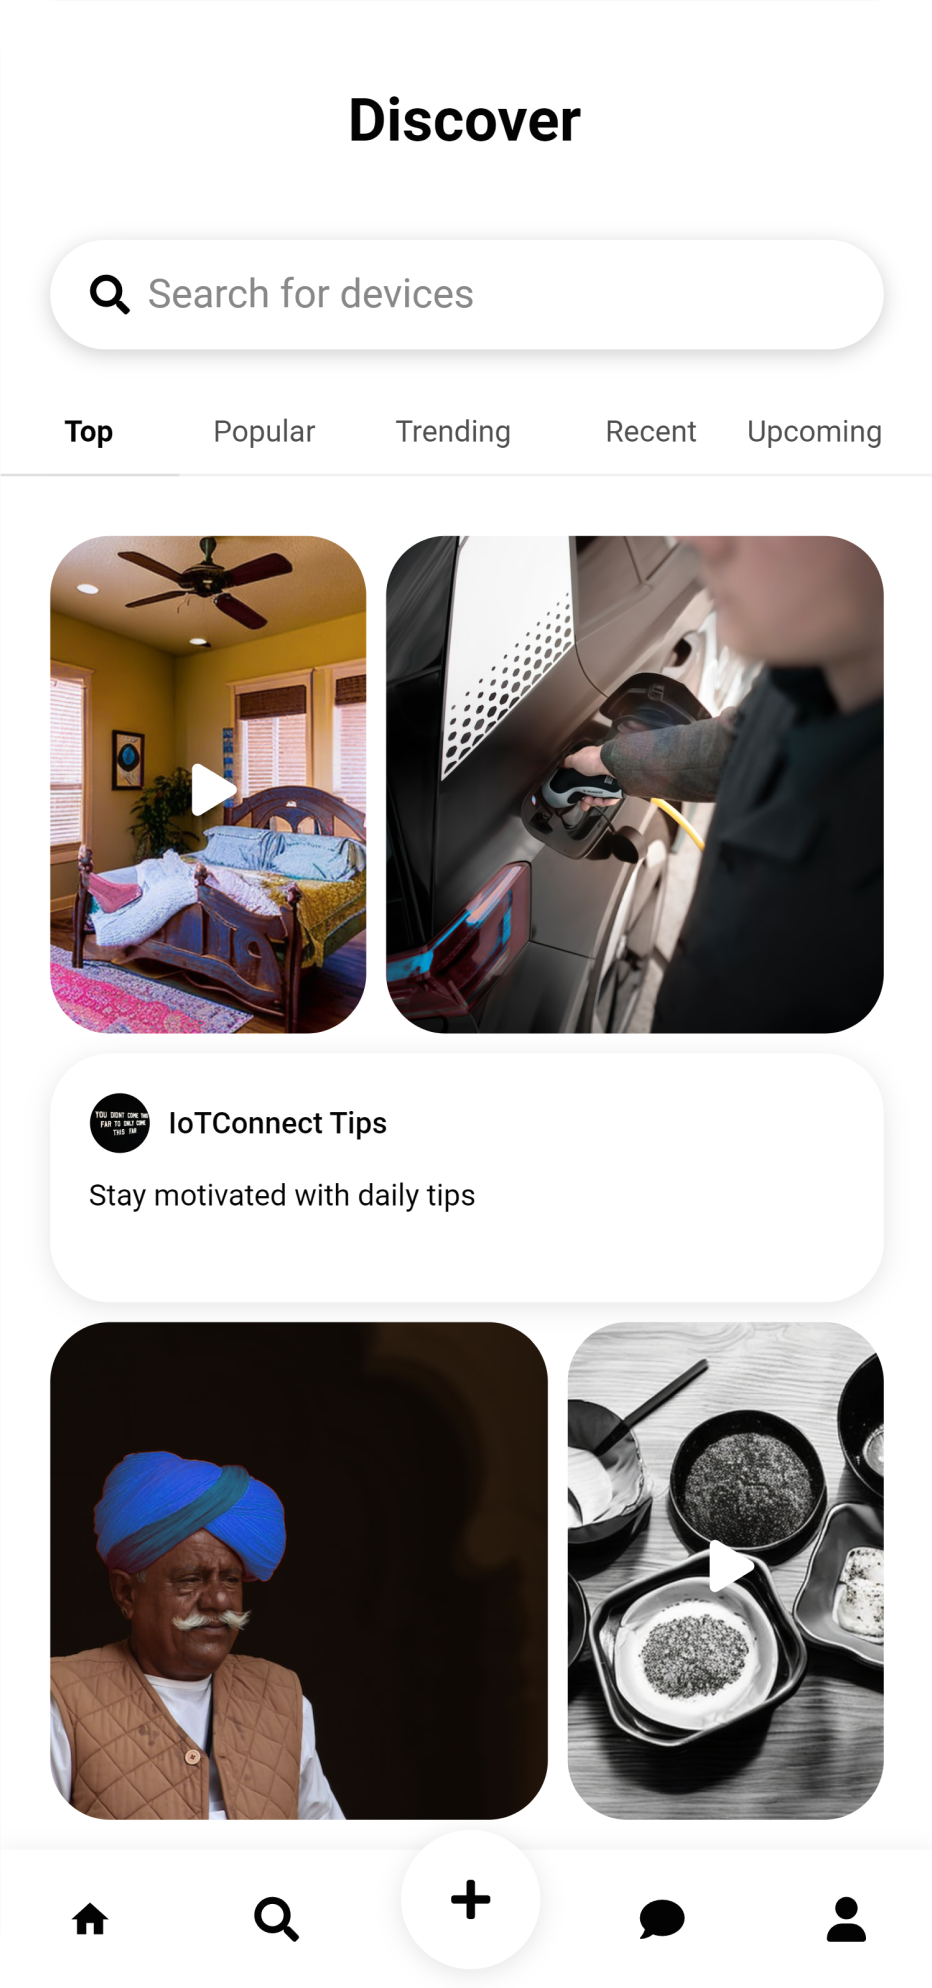 Discover
Search for devices
Top Popular Trending Recent Upcoming
YOU DIDNT COME THIS
FAR TO ONLY COME
THIS FAR
IoTConnect Tips
Stay motivated with daily tips